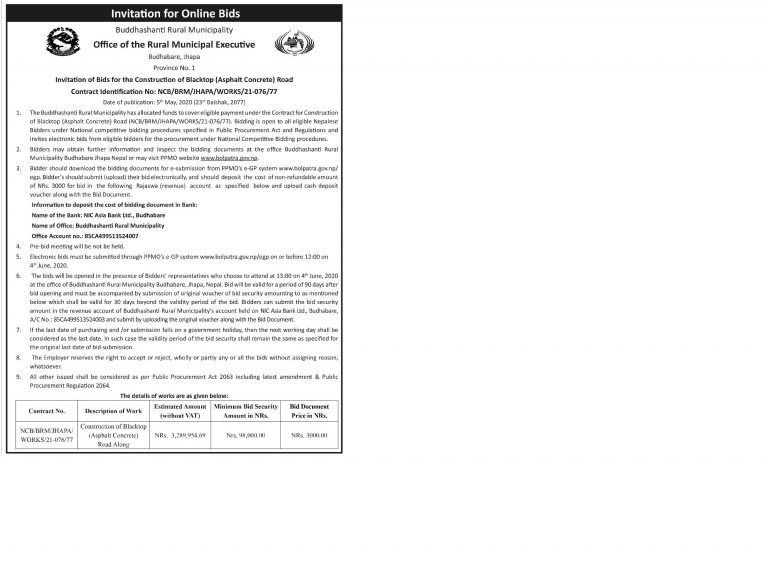 Invitation for Online Bids
Buddhashanti Rural Municipality
Office of the Rural Municipal Executive
Budhabare, Jhapa
Province No. 1
Invitation of Bids for the Construction of Blacktop (Asphalt Concrete) Road
Contract Identification No: NCB/BRM/JHAPA/WORKS/21-076/77
Date of publication: 5th May, 2020 (23rd Baishak, 2077)
1. The Buddhashanti Rural Municipality has allocated funds to cover eligible payment under the Contract for Construction
of Blacktop (Asphalt Concrete) Road (NCB/BRM/JHAPA/WORKS/21-076/77). Bidding is open to all eligible Nepalese
Bidders under National competitive bidding procedures specified in Public Procurement Act and Regulations and
invites electronic bids from eligible bidders for the procurement under National Competitive Bidding procedures.
2. Bidders may obtain further information and inspect the bidding documents at the office Buddhashanti Rural
Municipality Budhabare Jhapa Nepal or may visit PPMO website www.bolpatra.gov.np.
3. Bidder should download the bidding documents for e-submission from PPMO's e-GP system www.bolpatra.gov.np/
egp. Bidder's should submit (upload) their bid electronically, and should deposit the cost of non-refundable amount
of NRs. 3000 for bid in the following Rajaswa (revenue) account as specified below and upload cash deposit
voucher along with the Bid Document.
Information to deposit the cost of bidding document in Bank:
Name of the Bank: NIC Asia Bank Ltd., Budhabare
Name of Office: Buddhashanti Rural Municipality
Office Account no.: 85CA499513524007
4. Pre-bid meeting will be not be held.
5. Electronic bids must be submitted through PPMO's e-GP system www.bolpatra.gov.np/egp on or before 12:00 on
4th June, 2020.
6. The bids will be opened in the presence of Bidders' representatives who choose to attend at 13:00 on 4th June, 2020
at the office of Buddhashanti Rural Municipality Budhabare, Jhapa, Nepal. Bid will be valid for a period of 90 days after
bid opening and must be accompanied by submission of original voucher of bid security amounting to as mentioned
below which shall be valid for 30 days beyond the validity period of the bid. Bidders can submit the bid security
amount in the revenue account of Buddhashanti Rural Municipality's account held on NIC Asia Bank Ltd., Budhabare,
A/C No.: 85CA499513524003 and submit by uploading the original voucher along with the Bid Document.
7. If the last date of purchasing and /or submission falls on a government holiday, then the next working day shall be
considered as the last date. In such case the validity period of the bid security shall remain the same as specified for
the original last date of bid submission.
8. The Employer reserves the right to accept or reject, wholly or partly any or all the bids without assigning reason,
whatsoever.
9. All other issued shall be considered as per Public Procurement Act 2063 including latest amendment & Public
Procurement Regulation 2064.
The details of works are as given below:
Contract No. Description of Work Estimated Amount (without VAT) Minimum Bid Security Amount in NRs. Bid Document Price in NRs.
NCB/BRM/JHAPA/ WORKS/21-076/77 Construction of Blacktop (Asphalt Concrete) Road Along NRs. 3,289,954.69 Nrs. 98,000.00 NRs. 3000.00